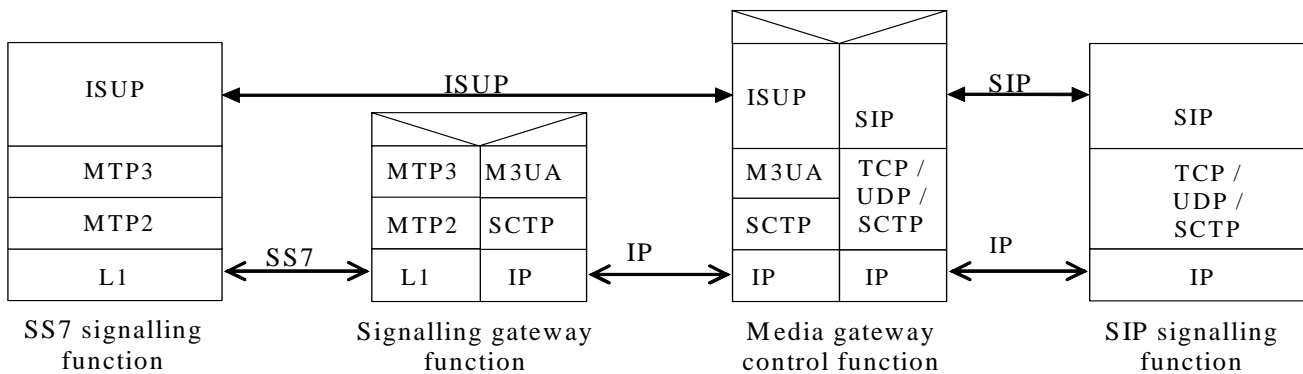 ISUP
MTP3
MTP2
L1
SS7 signalling
function
ISUP
SS7
MTP3
M3UA
MTP2
SCTP
L1
IP
Signalling gateway
function
IP
ISUP
SIP
M3UA
SCTP
TCP /
UDP /
SCTP
IP
IP
Media gateway
control function
SIP
IP
SIP
TCP /
UDP /
SCTP
IP
SIP signalling
function